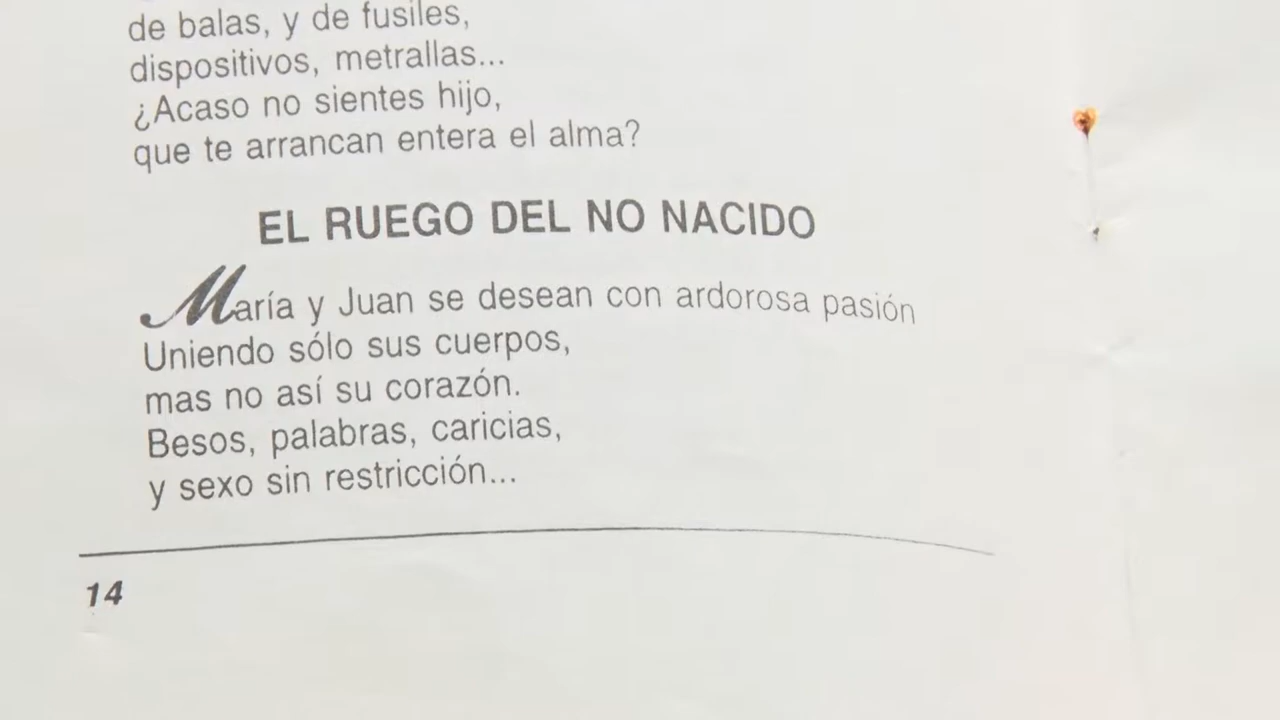 de balas, y de fusiles,
dispositivos, metrallas...
¿Acaso no sientes hijo,
que te arrancan entera el alma?
EL RUEGO DEL NO NACIDO
María y Juan se desean con ardorosa pasión
Uniendo sólo sus cuerpos,
mas no así su corazón.
Besos, palabras, caricias,
y sexo sin restricción...
14